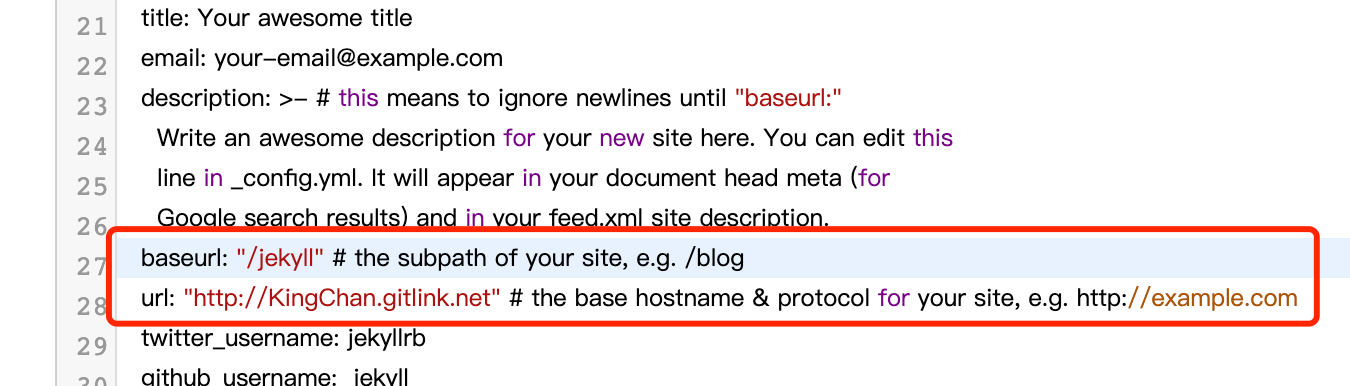 21 title: Your awesome title
22 email: your-email@example.com
23 description: >- # this means to ignore newlines until "baseurl:"
24 Write an awesome description for your new site here. You can edit this
25 line in _config.yml. It will appear in your document head meta (for
26 Google search results) and in your feed.xml site description.
27 baseurl: "/jekyll" # the subpath of your site, e.g. /blog
28 url: "http://KingChan.gitlink.net" # the base hostname & protocol for your site, e.g. http://example.com
29 twitter_username: jekyllrb
30 github_username: jekyll